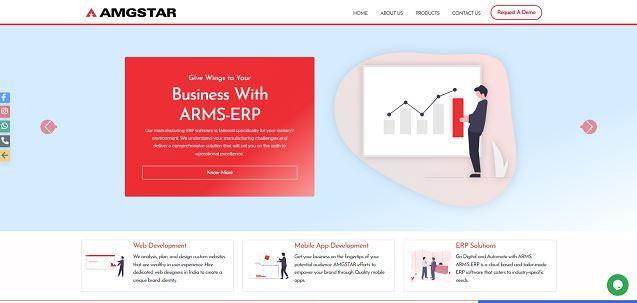 AMGSTAR
HOME
ABOUT US
PRODUCTS
CONTACT US
Request A Demo
Give Wings to Your
Business With
ARMS-ERP
Our manufacturing ERP software is tailored specifically for your factory's
environment. We understand your manufacturing challenges and
deliver a comprehensive solution that will set you on the path to
operational excellence.
Know More
Web Development
We analysis, plan, and design custom websites
that are wealthy in user experience. Hire
dedicated web designers in India to create a
unique brand identity.
Mobile App Development
Get your business on the fingertips of your
potential audience. AMGSTAR efforts to
empower your brand through Quality mobile
apps.
ERP Solutions
Go Digital and Automate with ARMS.
ARMS-ERP is a cloud based and tailor-made
ERP software that caters to industry-specific
needs.